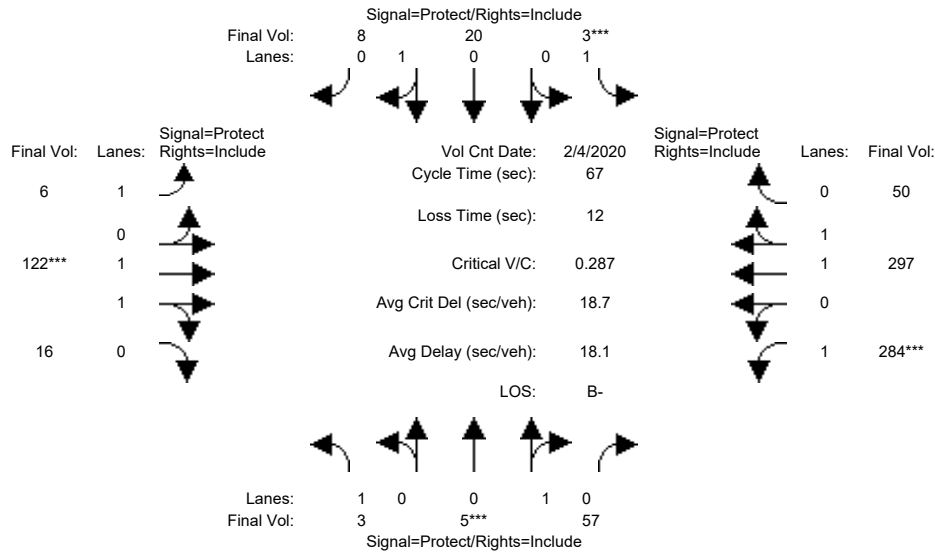 Signal=Protect/Rights=Include
Final Vol: 8 20 3***
Lanes: 0 1 0 0 1
Signal=Protect Signal=Protect
Final Vol: Lanes: Rights=Include Vol Cnt Date: 2/4/2020 Rights=Include Lanes: Final Vol:
Cycle Time (sec): 67
6 1 0 50
Loss Time (sec): 12
0 1
122*** 1 Critical V/C: 0.287 1 297
1 Avg Crit Del (sec/veh): 18.7 0
16 0 Avg Delay (sec/veh): 18.1 1 284***
LOS: B-
Lanes: 1 0 0 1 0
Final Vol: 3 5*** 57
Signal=Protect/Rights=Include